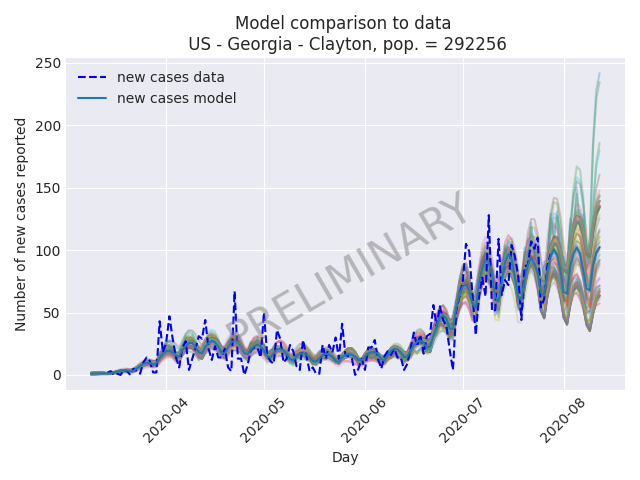 Model comparison to data
US - Georgia - Clayton, pop. = 292256
250
200
150
100
50
0
new cases data
new cases model
PRELIMINARY
Number of new cases reported
2020-04
2020-05
2020-06
2020-07
2020-08
Day